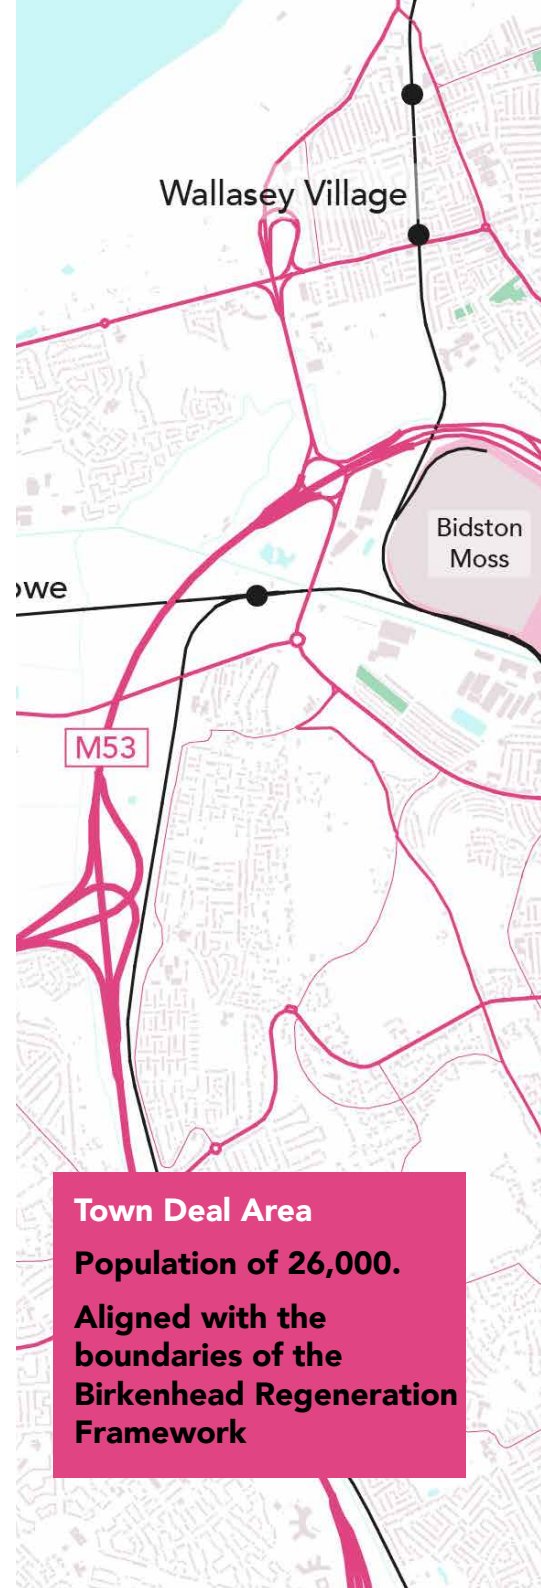 Wallasey Village
Bidston
Moss
owe
M53
Town Deal Area
Population of 26,000.
Aligned with the
boundaries of the
Birkenhead Regeneration
Framework